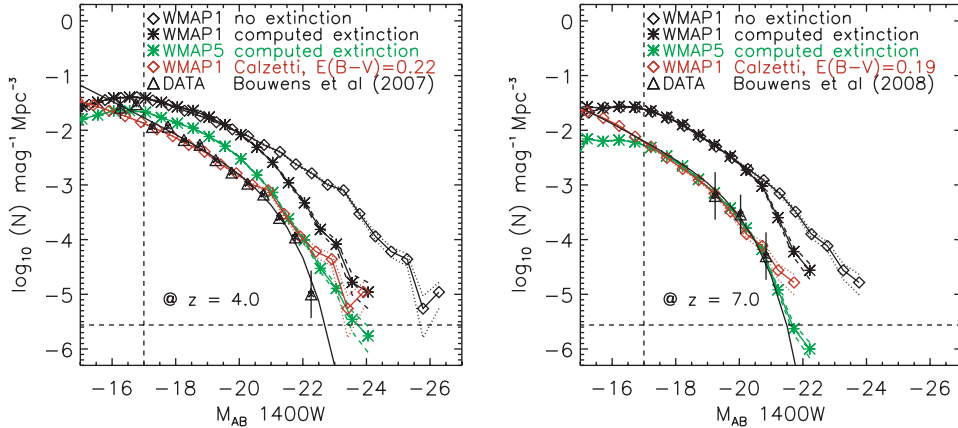 WMAP1 no extinction
WMAP1 computed extinction
WMAP5 computed extinction
WMAP1 Calzetti, E(B−V)=0.22
DATA Bouwens et al (2007)
@ z = 4.0
log₁₀ (N) mag⁻¹ Mpc⁻³
0
−1
−2
−3
−4
−5
−6
−16 −18 −20 −22 −24 −26
M_AB 1400W
WMAP1 no extinction
WMAP1 computed extinction
WMAP5 computed extinction
WMAP1 Calzetti, E(B−V)=0.19
DATA Bouwens et al (2008)
@ z = 7.0
log₁₀ (N) mag⁻¹ Mpc⁻³
0
−1
−2
−3
−4
−5
−6
−16 −18 −20 −22 −24 −26
M_AB 1400W